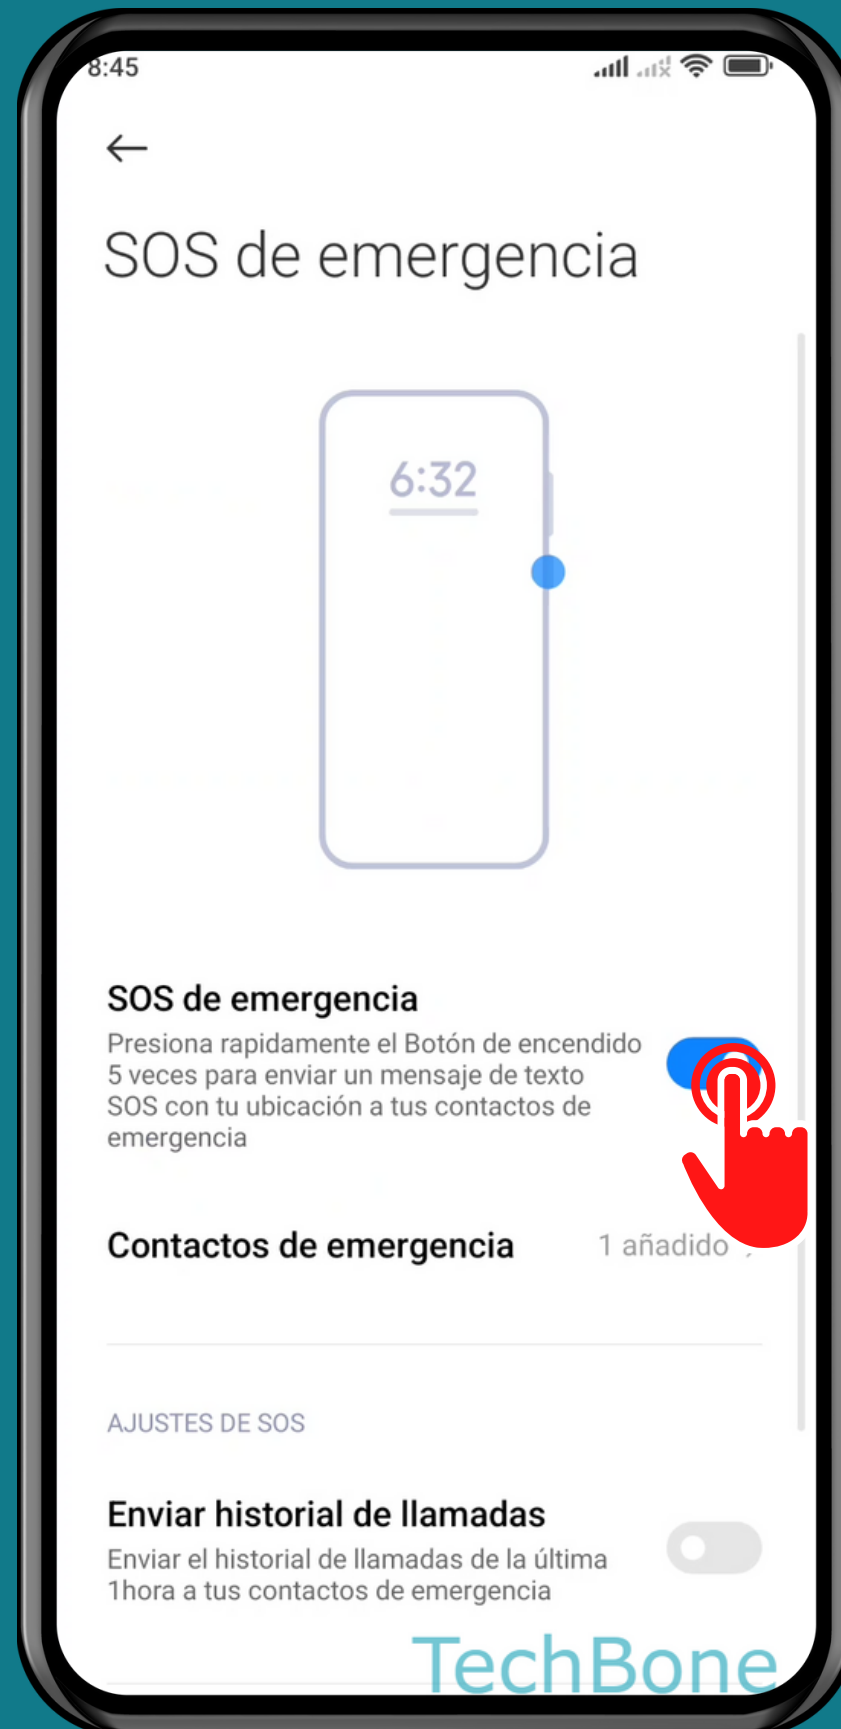 8:45
SOS de emergencia
6:32
SOS de emergencia
Presiona rapidamente el Botón de encendido
5 veces para enviar un mensaje de texto
SOS con tu ubicación a tus contactos de
emergencia
Contactos de emergencia 1 añadido
AJUSTES DE SOS
Enviar historial de llamadas
Enviar el historial de llamadas de la última
1hora a tus contactos de emergencia
TechBone